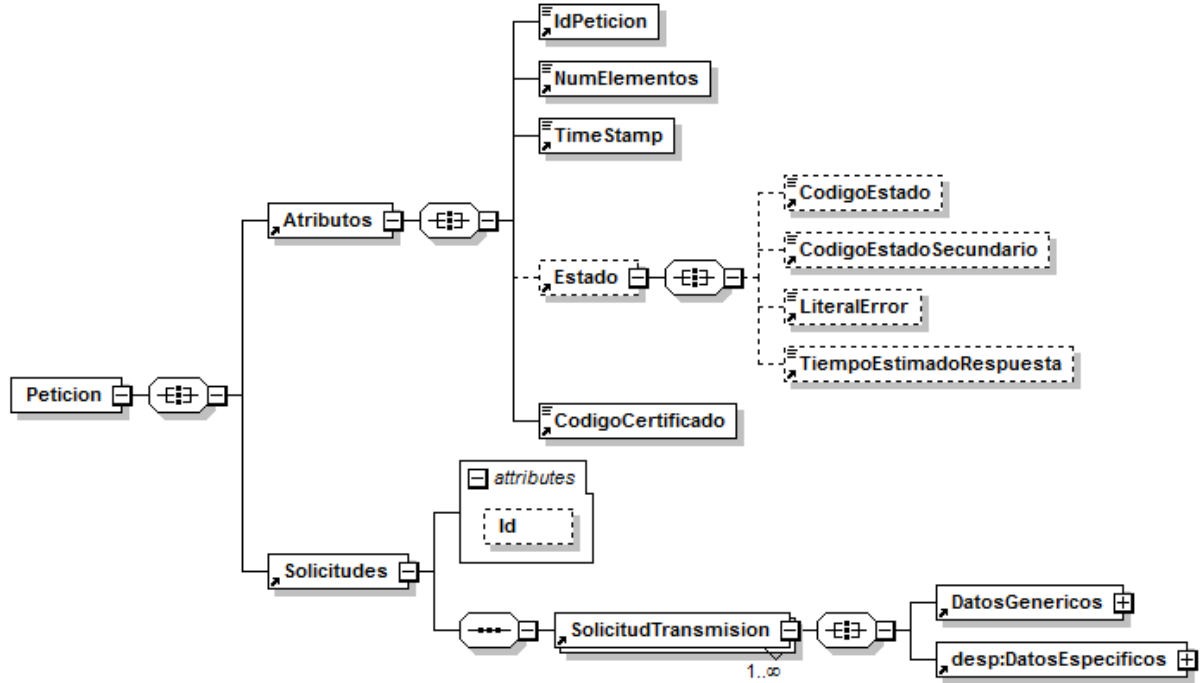 IdPeticion
NumElementos
TimeStamp
CodigoEstado
Atributos
CodigoEstadoSecundario
Estado
LiteralError
TiempoEstimadoRespuesta
Peticion
CodigoCertificado
attributes
Id
Solicitudes
DatosGenericos
SolicitudTransmision
desp:DatosEspecificos
1..∞